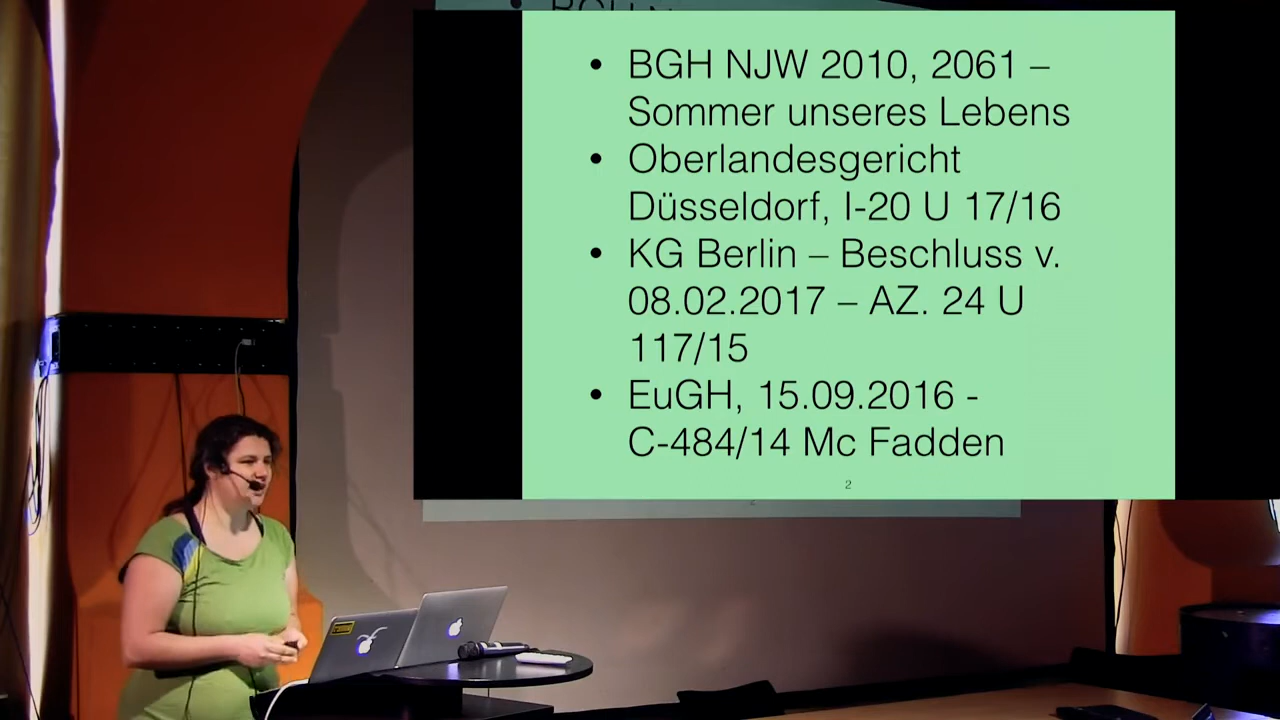 • BGH NJW 2010, 2061 –
Sommer unseres Lebens
• Oberlandesgericht
Düsseldorf, I-20 U 17/16
• KG Berlin – Beschluss v.
08.02.2017 – AZ. 24 U
117/15
• EuGH, 15.09.2016 -
C-484/14 Mc Fadden
2